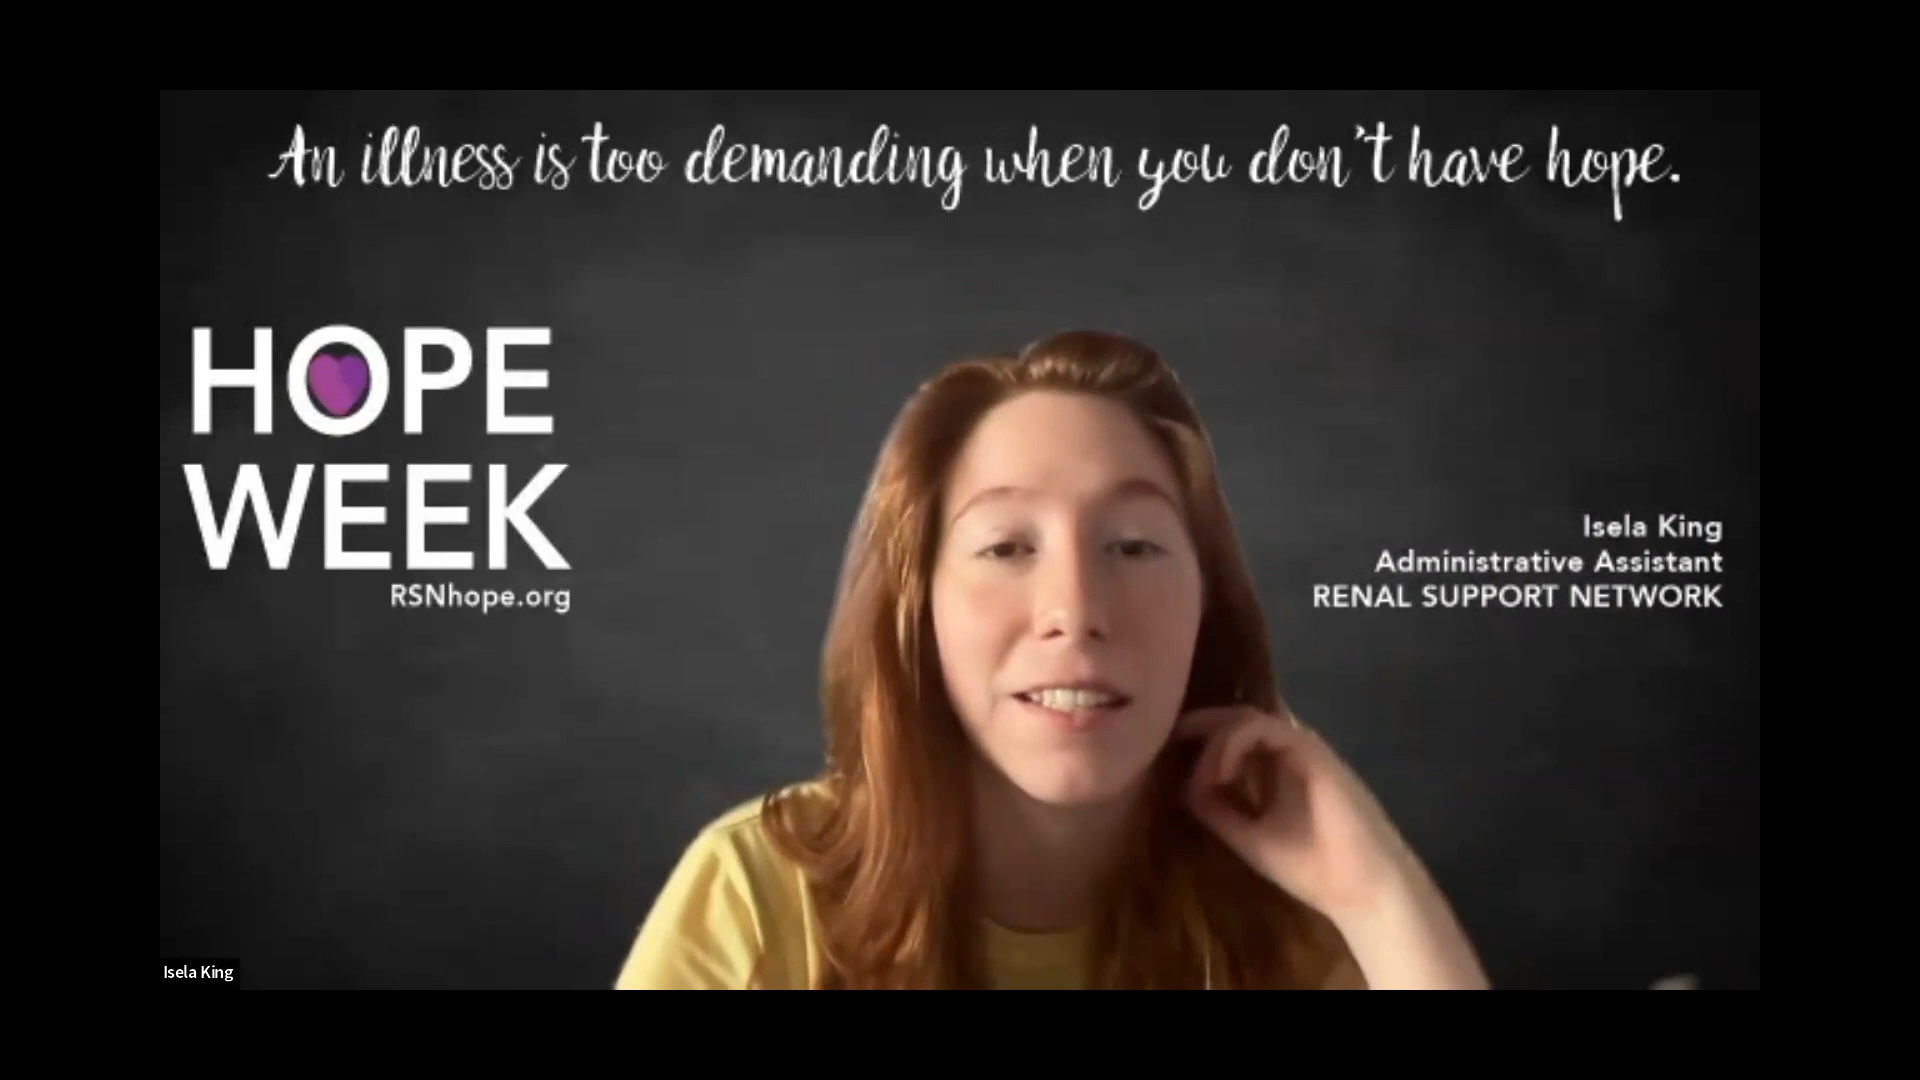 An illness is too demanding when you don't have hope.
HOPE
WEEK
RSNhope.org
Isela King
Administrative Assistant
RENAL SUPPORT NETWORK
Isela King